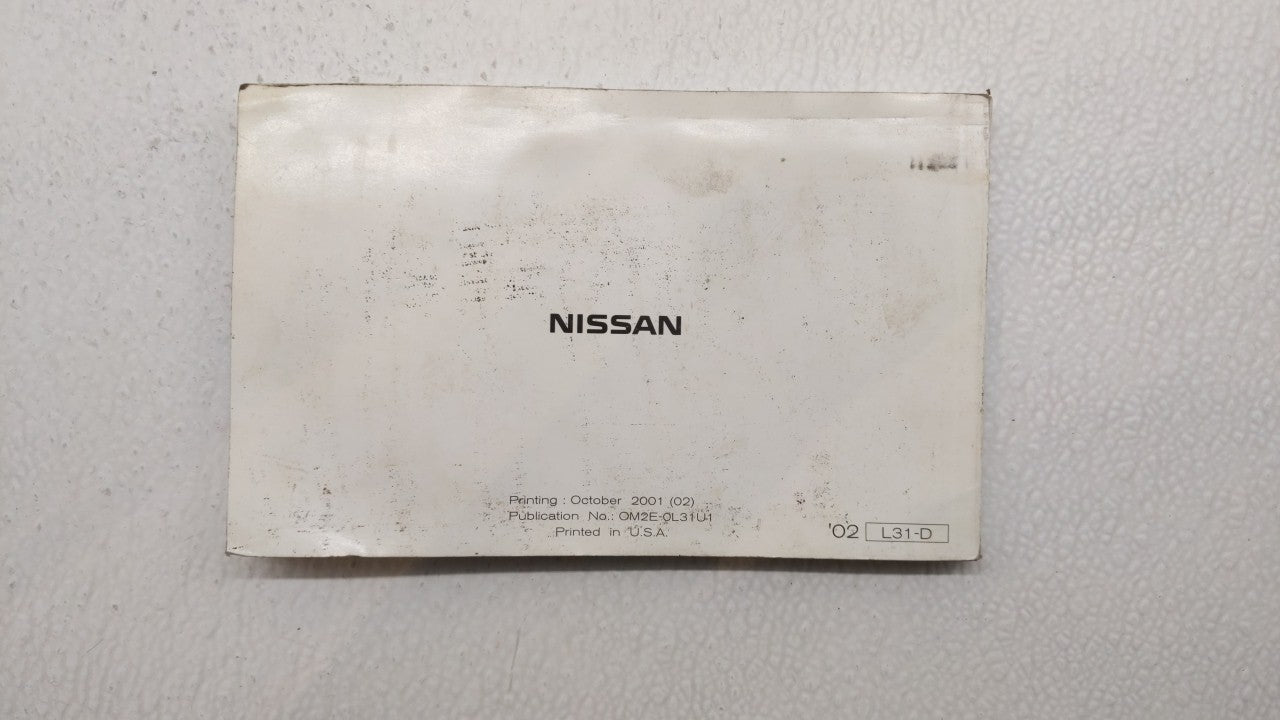 NISSAN
Printing : October 2001 (02)
Publication No.: OM2E-0L31U1
Printed in U.S.A.
'02 L31-D